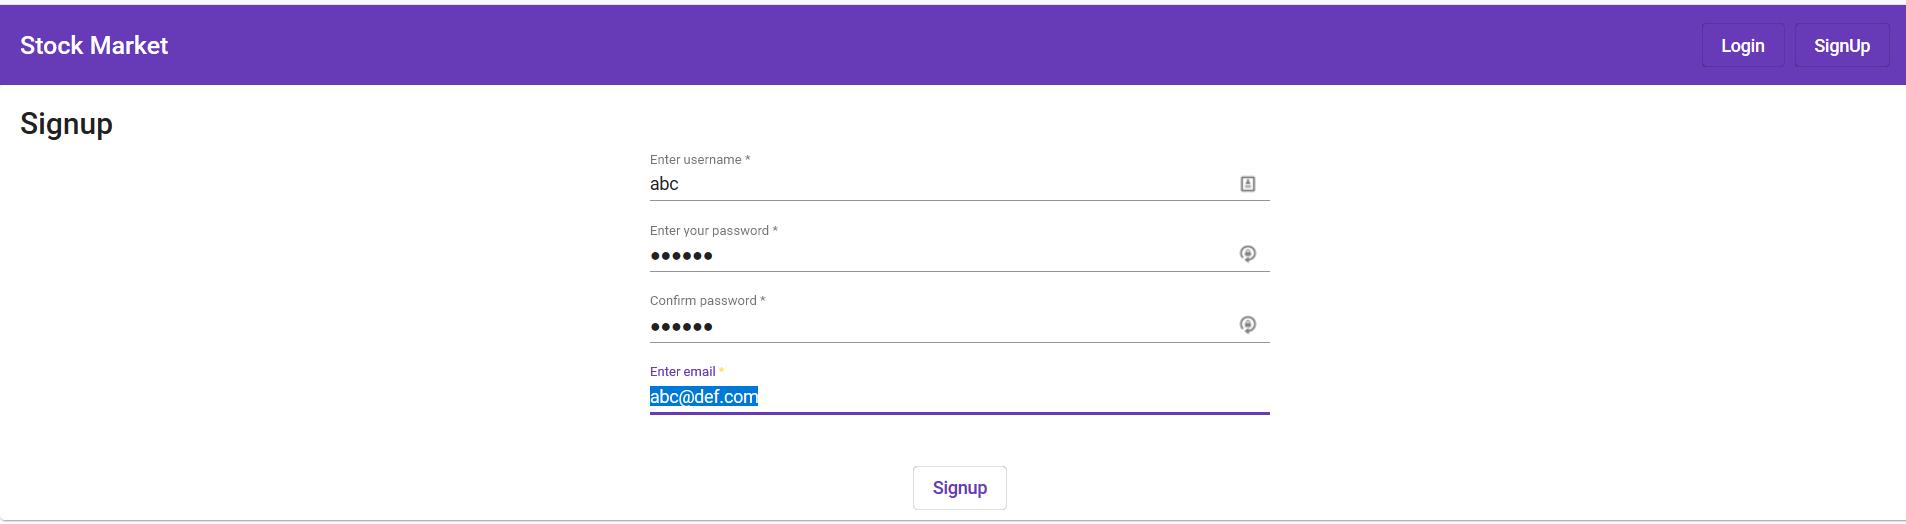 Stock Market
Login
SignUp
Signup
Enter username *
abc
Enter your password *
••••••
Confirm password *
••••••
Enter email *
abc@def.com
Signup